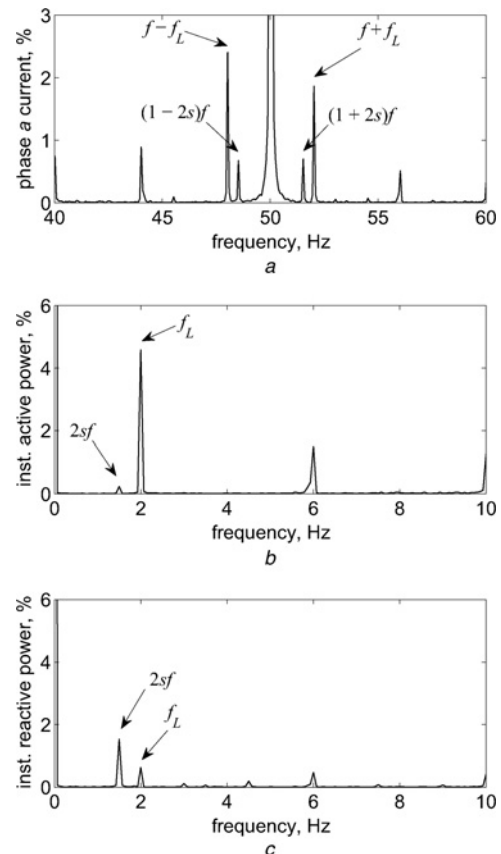 3
2
1
0
phase a current, %
f − f_L
f + f_L
(1 − 2s)f
(1 + 2s)f
40 45 50 55 60
frequency, Hz
a
6
4
2
0
inst. active power, %
f_L
2sf
0 2 4 6 8 10
frequency, Hz
b
6
4
2
0
inst. reactive power, %
2sf
f_L
0 2 4 6 8 10
frequency, Hz
c